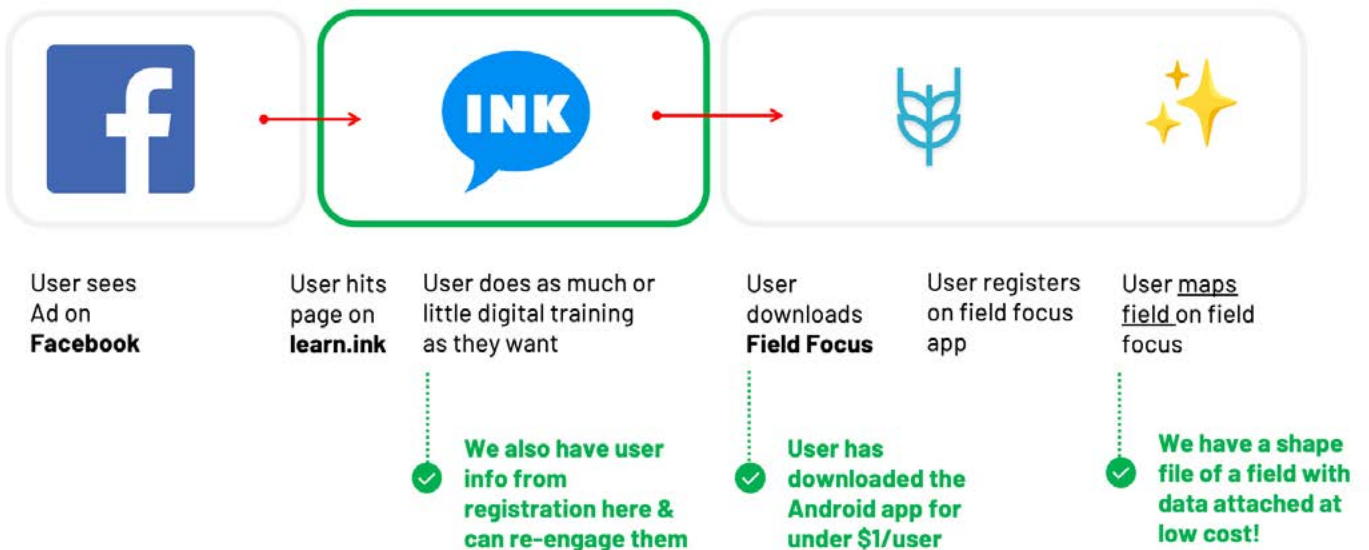 f
INK
User sees
Ad on
Facebook
User hits
page on
learn.ink
User does as much or
little digital training
as they want
User
downloads
Field Focus
User registers
on field focus
app
User maps
field on field
focus
We also have user
info from
registration here &
can re-engage them
User has
downloaded the
Android app for
under $1/user
We have a shape
file of a field with
data attached at
low cost!